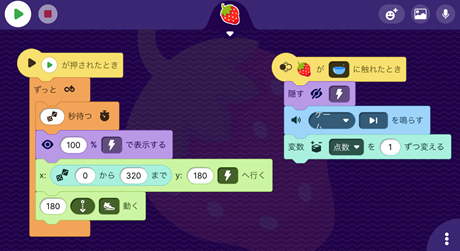 が押されたとき
ずっと
秒待つ
100 % で表示する
x: 0 から 320 まで y: 180 へ行く
180 動く
が に触れたとき
隠す
を鳴らす
変数 点数 を 1 ずつ変える